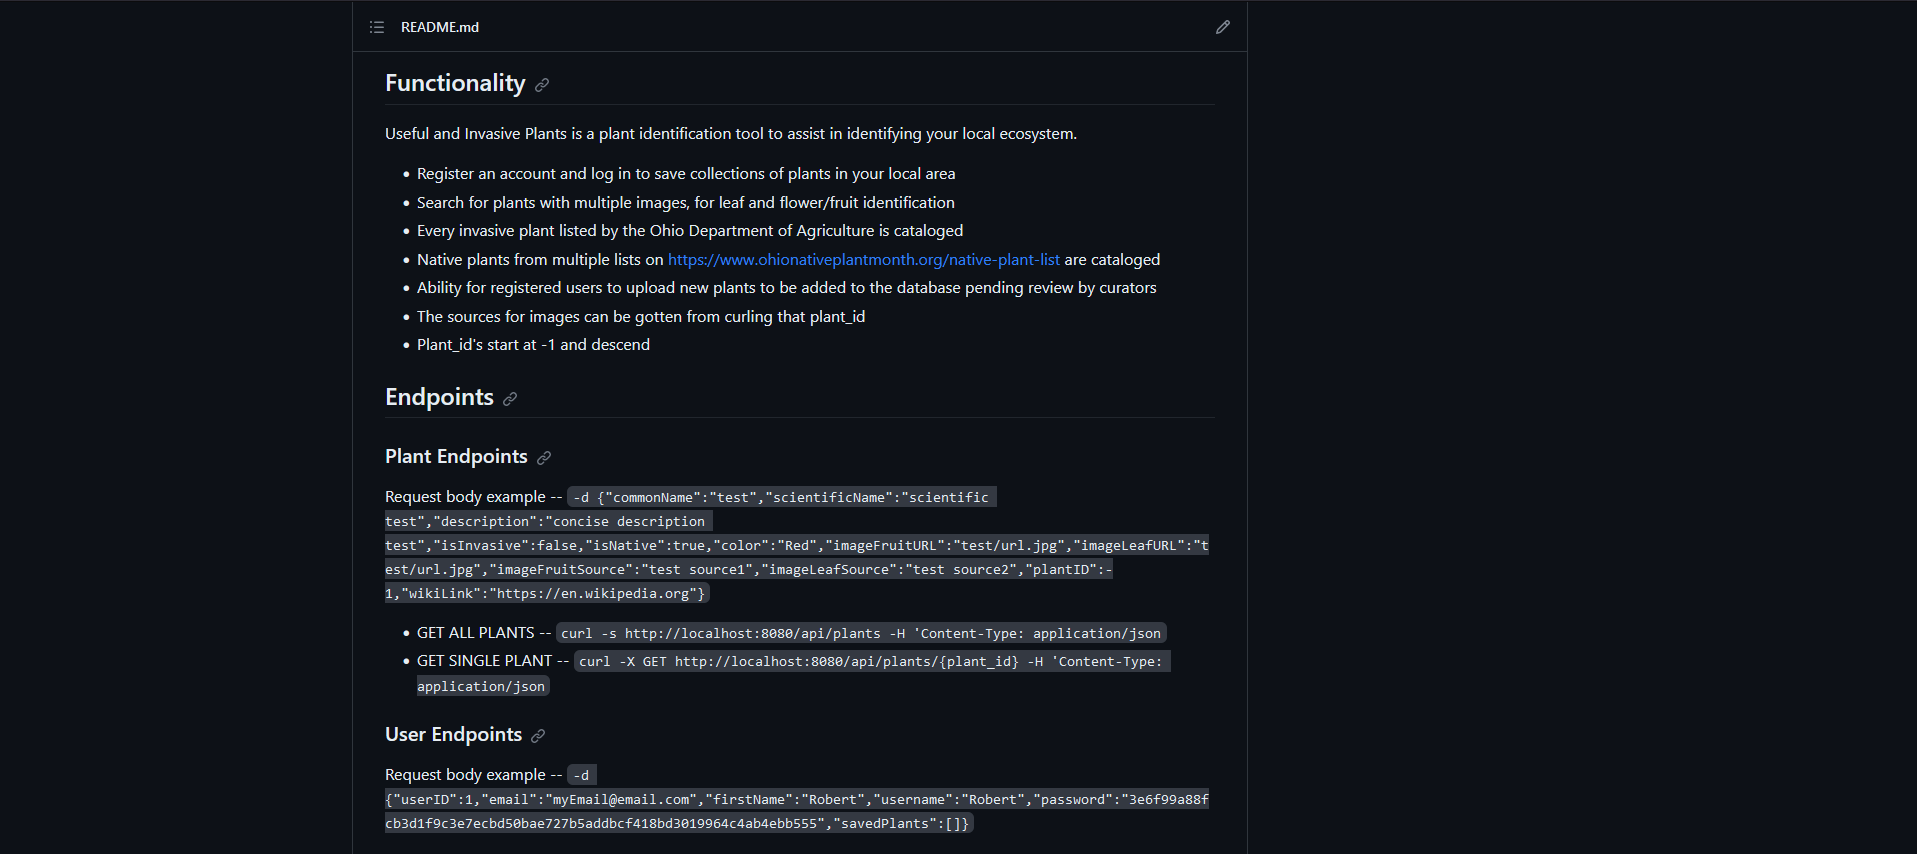 README.md
Functionality
Useful and Invasive Plants is a plant identification tool to assist in identifying your local ecosystem.
Register an account and log in to save collections of plants in your local area
Search for plants with multiple images, for leaf and flower/fruit identification
Every invasive plant listed by the Ohio Department of Agriculture is cataloged
Native plants from multiple lists on https://www.ohionativeplantmonth.org/native-plant-list are cataloged
Ability for registered users to upload new plants to be added to the database pending review by curators
The sources for images can be gotten from curling that plant_id
Plant_id's start at -1 and descend
Endpoints
Plant Endpoints
Request body example -- -d {"commonName":"test","scientificName":"scientific
test","description":"concise description
test","isInvasive":false,"isNative":true,"color":"Red","imageFruitURL":"test/url.jpg","imageLeafURL":"t
est/url.jpg","imageFruitSource":"test source1","imageLeafSource":"test source2","plantID":-
1,"wikiLink":"https://en.wikipedia.org"}
GET ALL PLANTS -- curl -s http://localhost:8080/api/plants -H 'Content-Type: application/json
GET SINGLE PLANT -- curl -X GET http://localhost:8080/api/plants/{plant_id} -H 'Content-Type:
application/json
User Endpoints
Request body example -- -d
{"userID":1,"email":"myEmail@email.com","firstName":"Robert","username":"Robert","password":"3e6f99a88f
cb3d1f9c3e7ecbd50bae727b5addbcf418bd3019964c4ab4ebb555","savedPlants":[]}